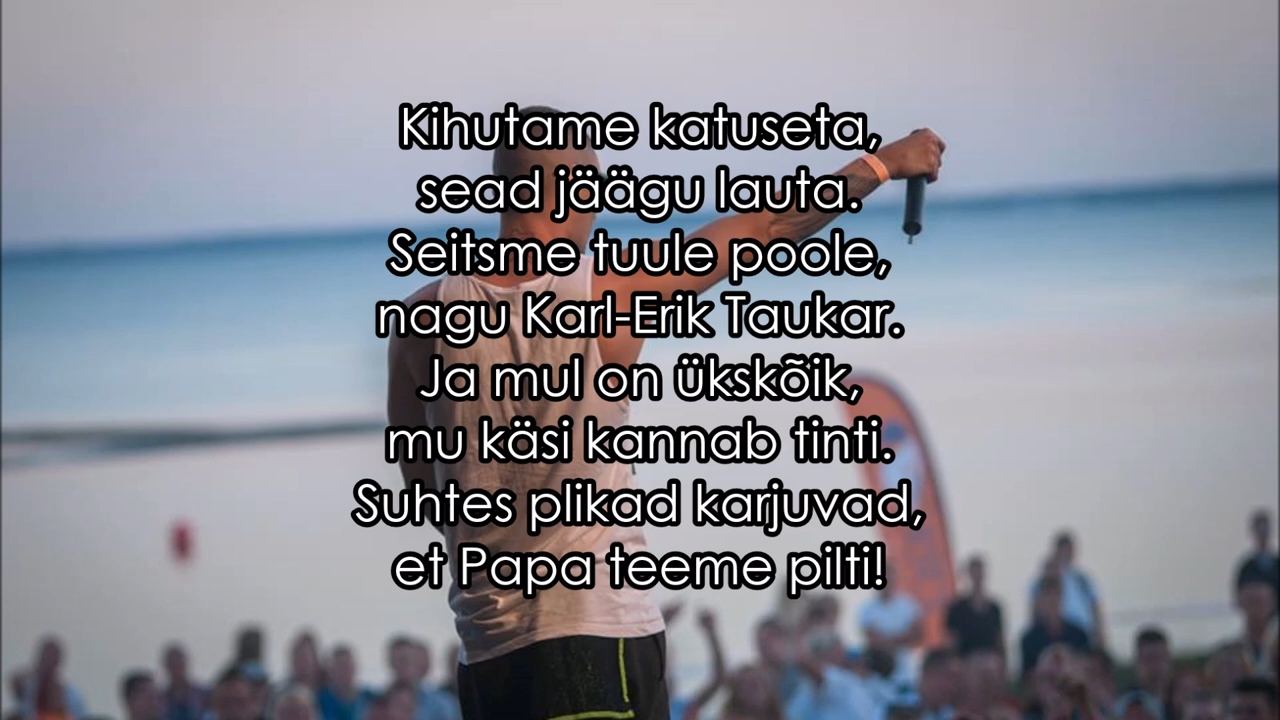 Kihutame katuseta,
sead jäägu lauta.
Seitsme tuule poole,
nagu Karl-Erik Taukar.
Ja mul on ükskõik,
mu käsi kannab tinti.
Suhtes plikad karjuvad,
et Papa teeme pilti!